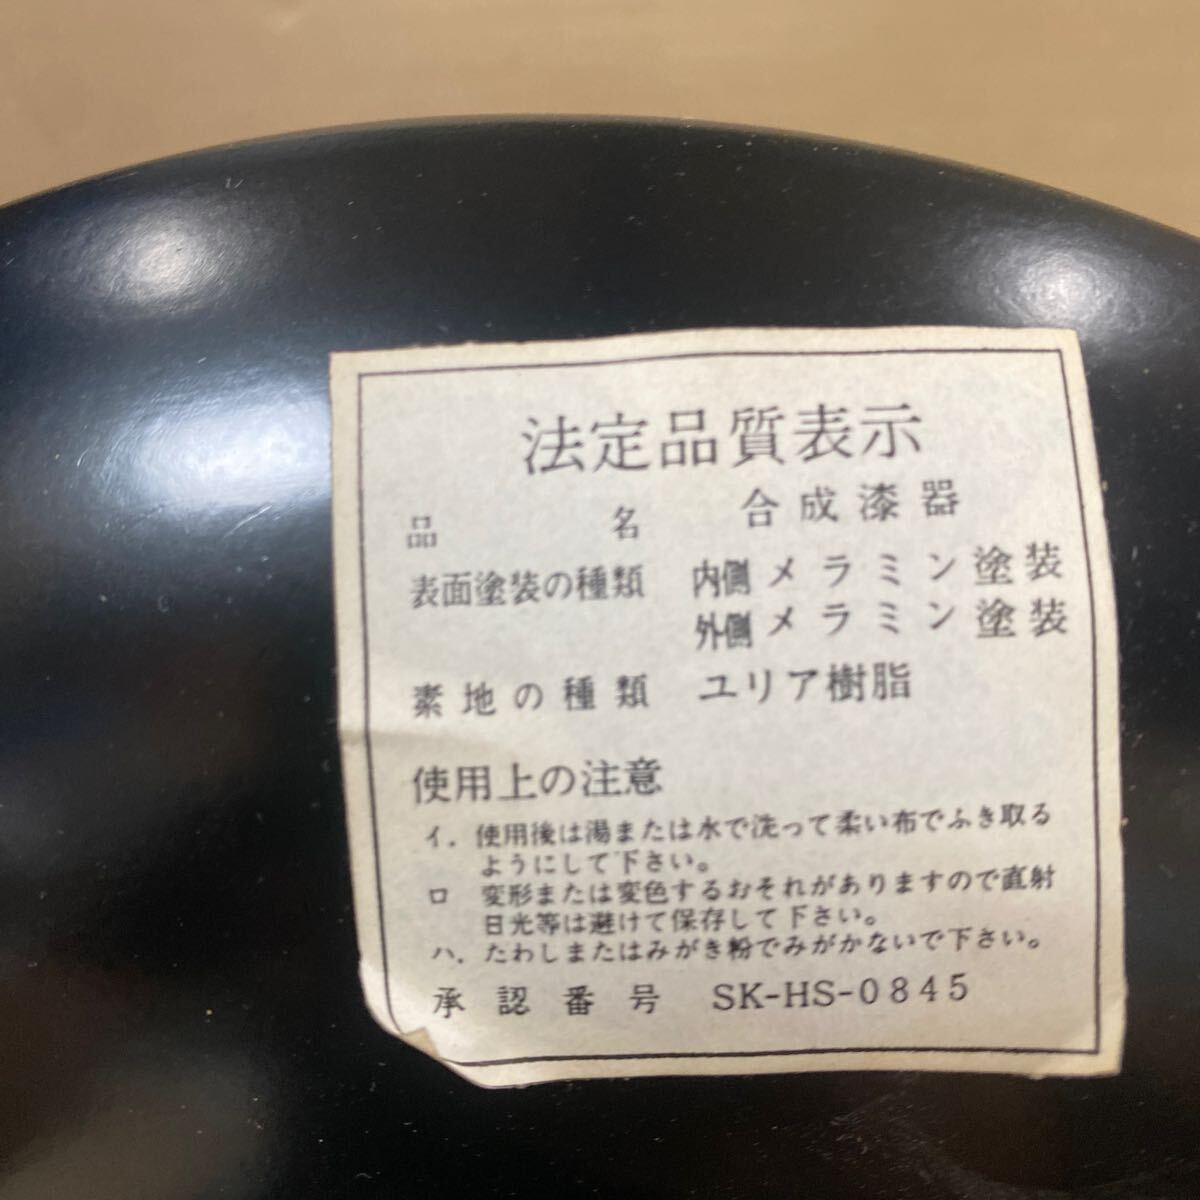 法定品質表示
品名 合成漆器
表面塗装の種類 内側 メラミン塗装
外側 メラミン塗装
素地の種類 ユリア樹脂
使用上の注意
イ. 使用後は湯または水で洗って柔い布でふき取る
ようにして下さい。
ロ 変形または変色するおそれがありますので直射
日光等は避けて保存して下さい。
ハ. たわしまたはみがき粉でみがかないで下さい。
承認番号 SK-HS-0845